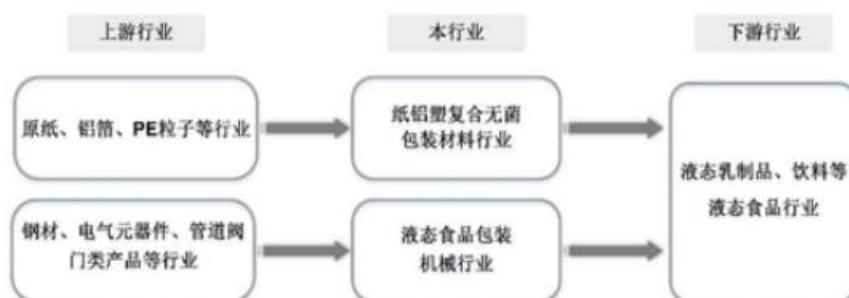 上游行业
本行业
下游行业
原纸、铝箔、PE粒子等行业
纸铝塑复合无菌
包装材料行业
钢材、电气元器件、管道阀
门类产品等行业
液态食品包装
机械行业
液态乳制品、饮料等
液态食品行业